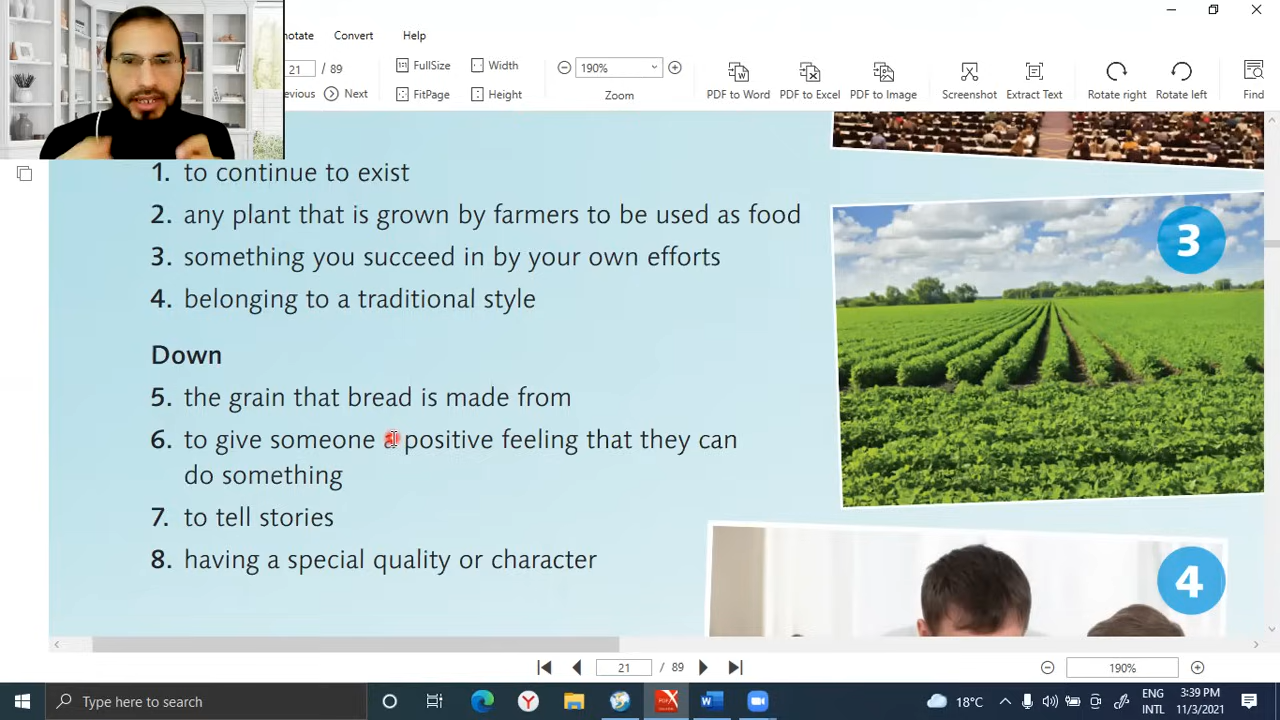 notate Convert Help
21 / 89 FullSize Width 190%
evious Next FitPage Height Zoom PDF to Word PDF to Excel PDF to Image Screenshot Extract Text Rotate right Rotate left Find
1. to continue to exist
2. any plant that is grown by farmers to be used as food
3. something you succeed in by your own efforts
4. belonging to a traditional style
Down
5. the grain that bread is made from
6. to give someone a positive feeling that they can
do something
7. to tell stories
8. having a special quality or character
3
4
21 / 89 190%
Type here to search 18°C ENG 3:39 PM
INTL 11/3/2021